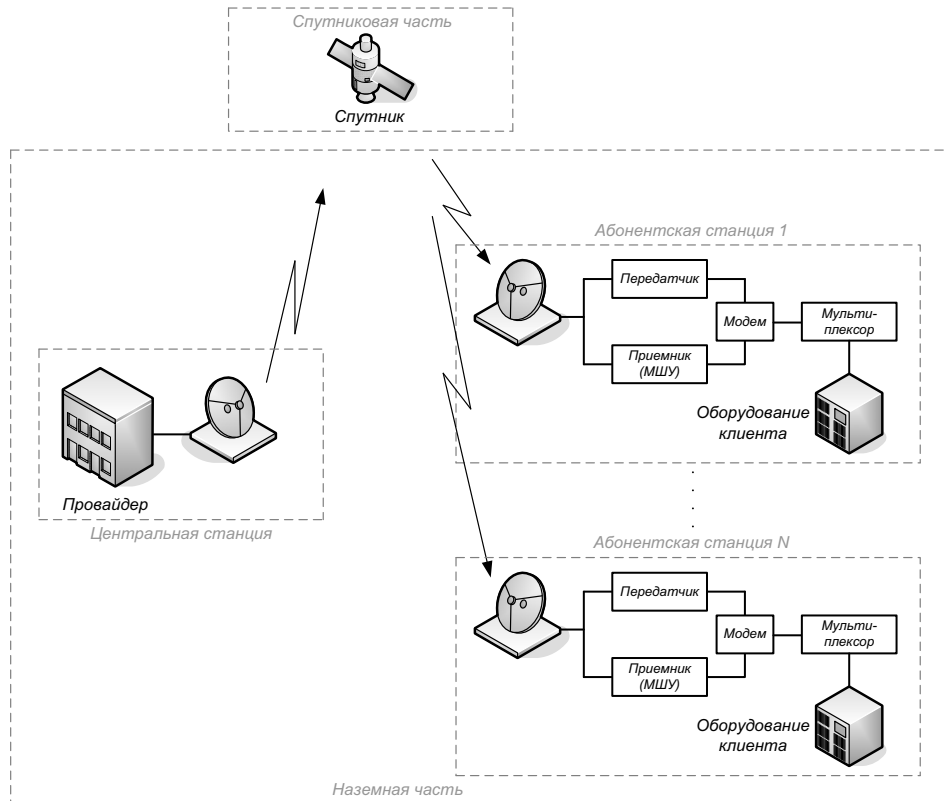 Спутниковая часть
Спутник
Абонентская станция 1
Передатчик
Модем
Мульти-
плексор
Приемник
(МШУ)
Оборудование
клиента
Провайдер
Центральная станция
.
.
.
.
Абонентская станция N
Передатчик
Модем
Мульти-
плексор
Приемник
(МШУ)
Оборудование
клиента
Наземная часть